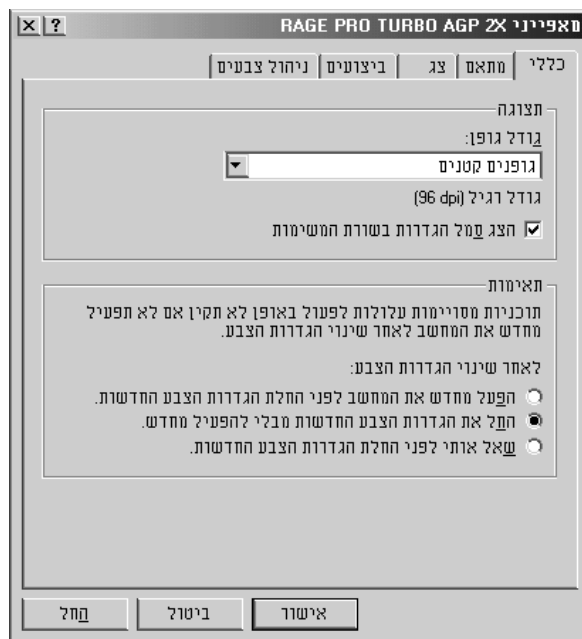 מאפייני RAGE PRO TURBO AGP 2X
כללי מתאם צג ביצועים ניהול צבעים
תצוגה
גודל גופן:
גופנים קטנים
גודל רגיל (96 dpi)
הצג סמל הגדרות בשורת המשימות
תאימות
תוכניות מסויימות עלולות לפעול באופן לא תקין אם לא תפעיל
מחדש את המחשב לאחר שינוי הגדרות הצבע.
לאחר שינוי הגדרות הצבע:
הפעל מחדש את המחשב לפני החלת הגדרות הצבע החדשות.
החל את הגדרות הצבע החדשות מבלי להפעיל מחדש.
שאל אותי לפני החלת הגדרות הצבע החדשות.
אישור ביטול החל